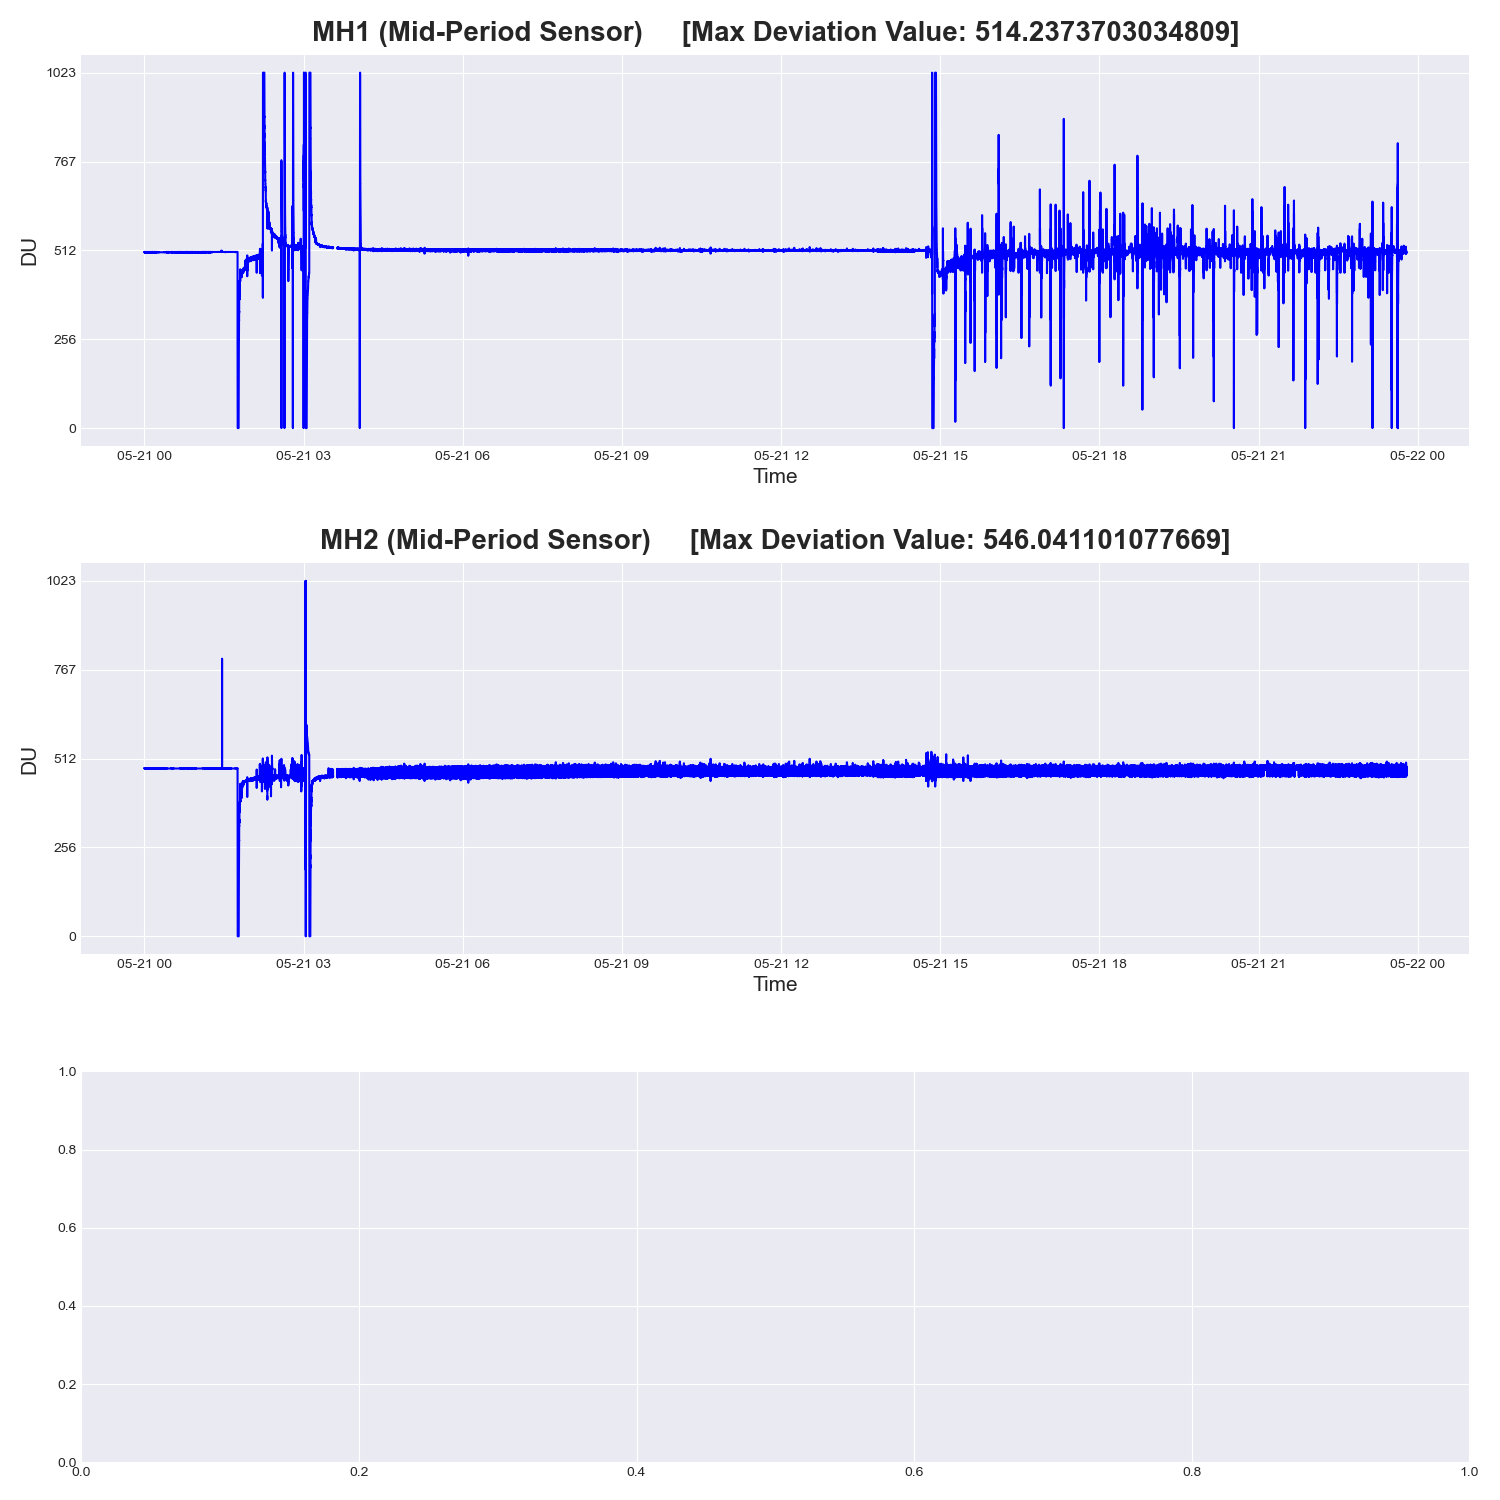 MH1 (Mid-Period Sensor) [Max Deviation Value: 514.2373703034809]
1023
767
512
256
0
DU
05-21 00 05-21 03 05-21 06 05-21 09 05-21 12 05-21 15 05-21 18 05-21 21 05-22 00
Time
MH2 (Mid-Period Sensor) [Max Deviation Value: 546.041101077669]
1023
767
512
256
0
DU
05-21 00 05-21 03 05-21 06 05-21 09 05-21 12 05-21 15 05-21 18 05-21 21 05-22 00
Time
1.0
0.8
0.6
0.4
0.2
0.0
0.0 0.2 0.4 0.6 0.8 1.0